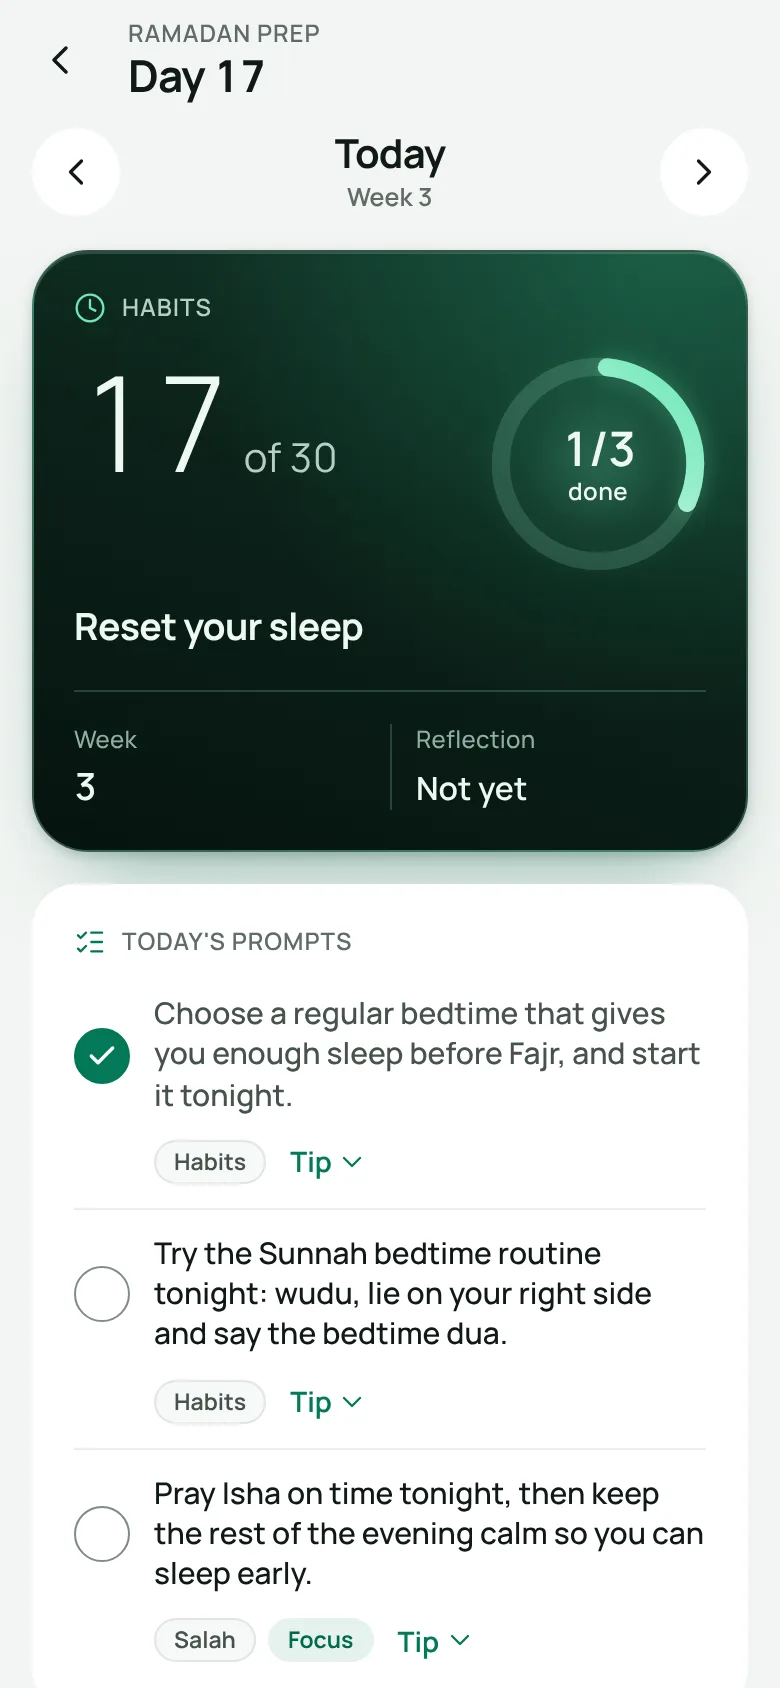 RAMADAN PREP
Day 17
Today
Week 3
HABITS
17 of 30
1/3
done
Reset your sleep
Week
3
Reflection
Not yet
TODAY'S PROMPTS
Choose a regular bedtime that gives
you enough sleep before Fajr, and start
it tonight.
Habits Tip
Try the Sunnah bedtime routine
tonight: wudu, lie on your right side
and say the bedtime dua.
Habits Tip
Pray Isha on time tonight, then keep
the rest of the evening calm so you can
sleep early.
Salah Focus Tip